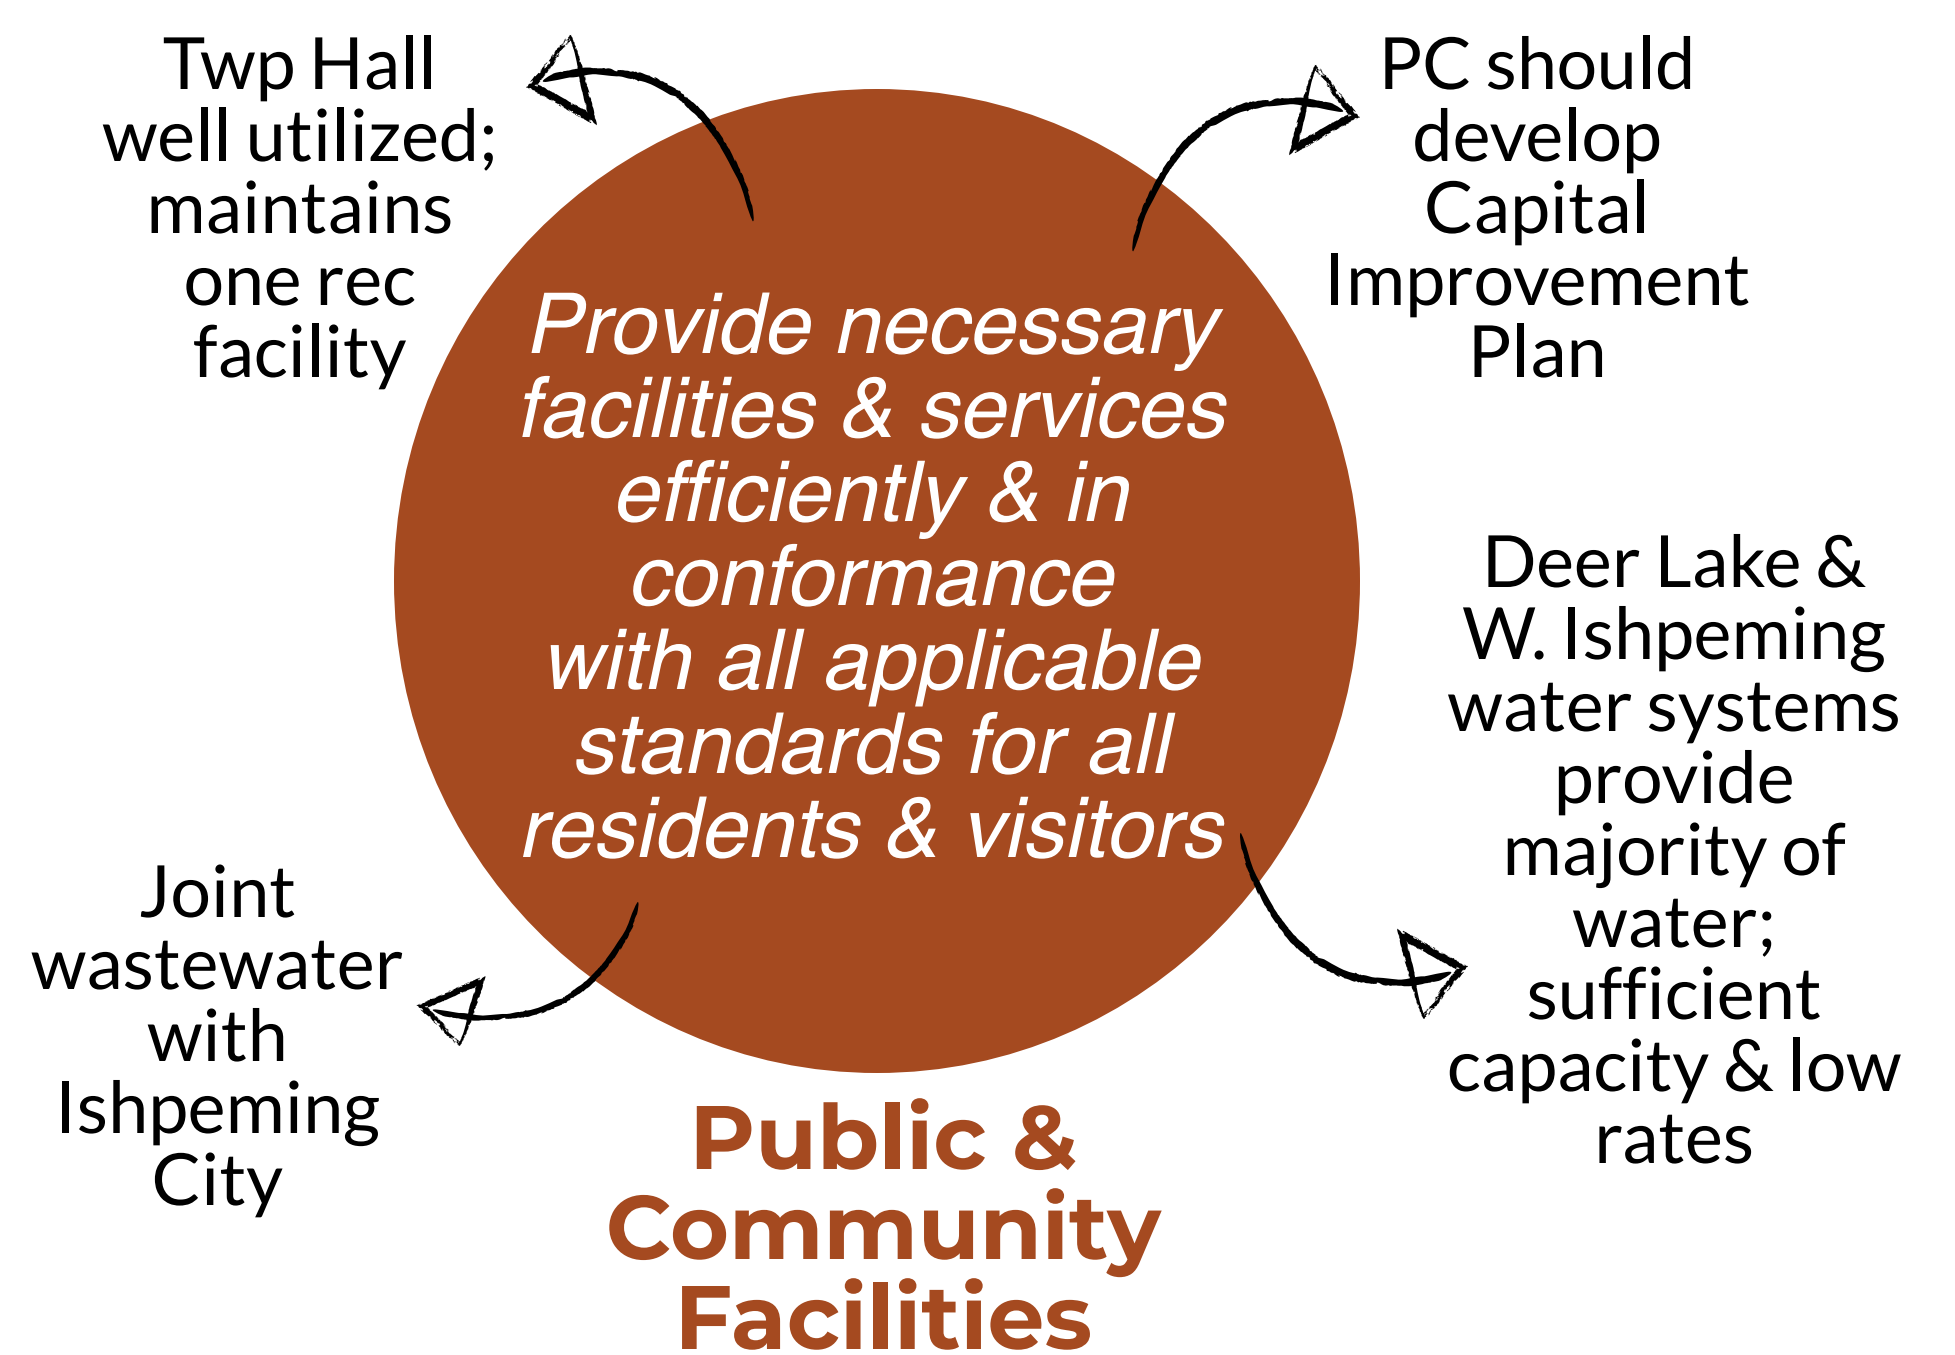 Twp Hall
well utilized;
maintains
one rec
facility
PC should
develop
Capital
Improvement
Plan
Provide necessary
facilities & services
efficiently & in
conformance
with all applicable
standards for all
residents & visitors
Joint
wastewater
with
Ishpeming
City
Deer Lake &
W. Ishpeming
water systems
provide
majority of
water;
sufficient
capacity & low
rates
Public &
Community
Facilities